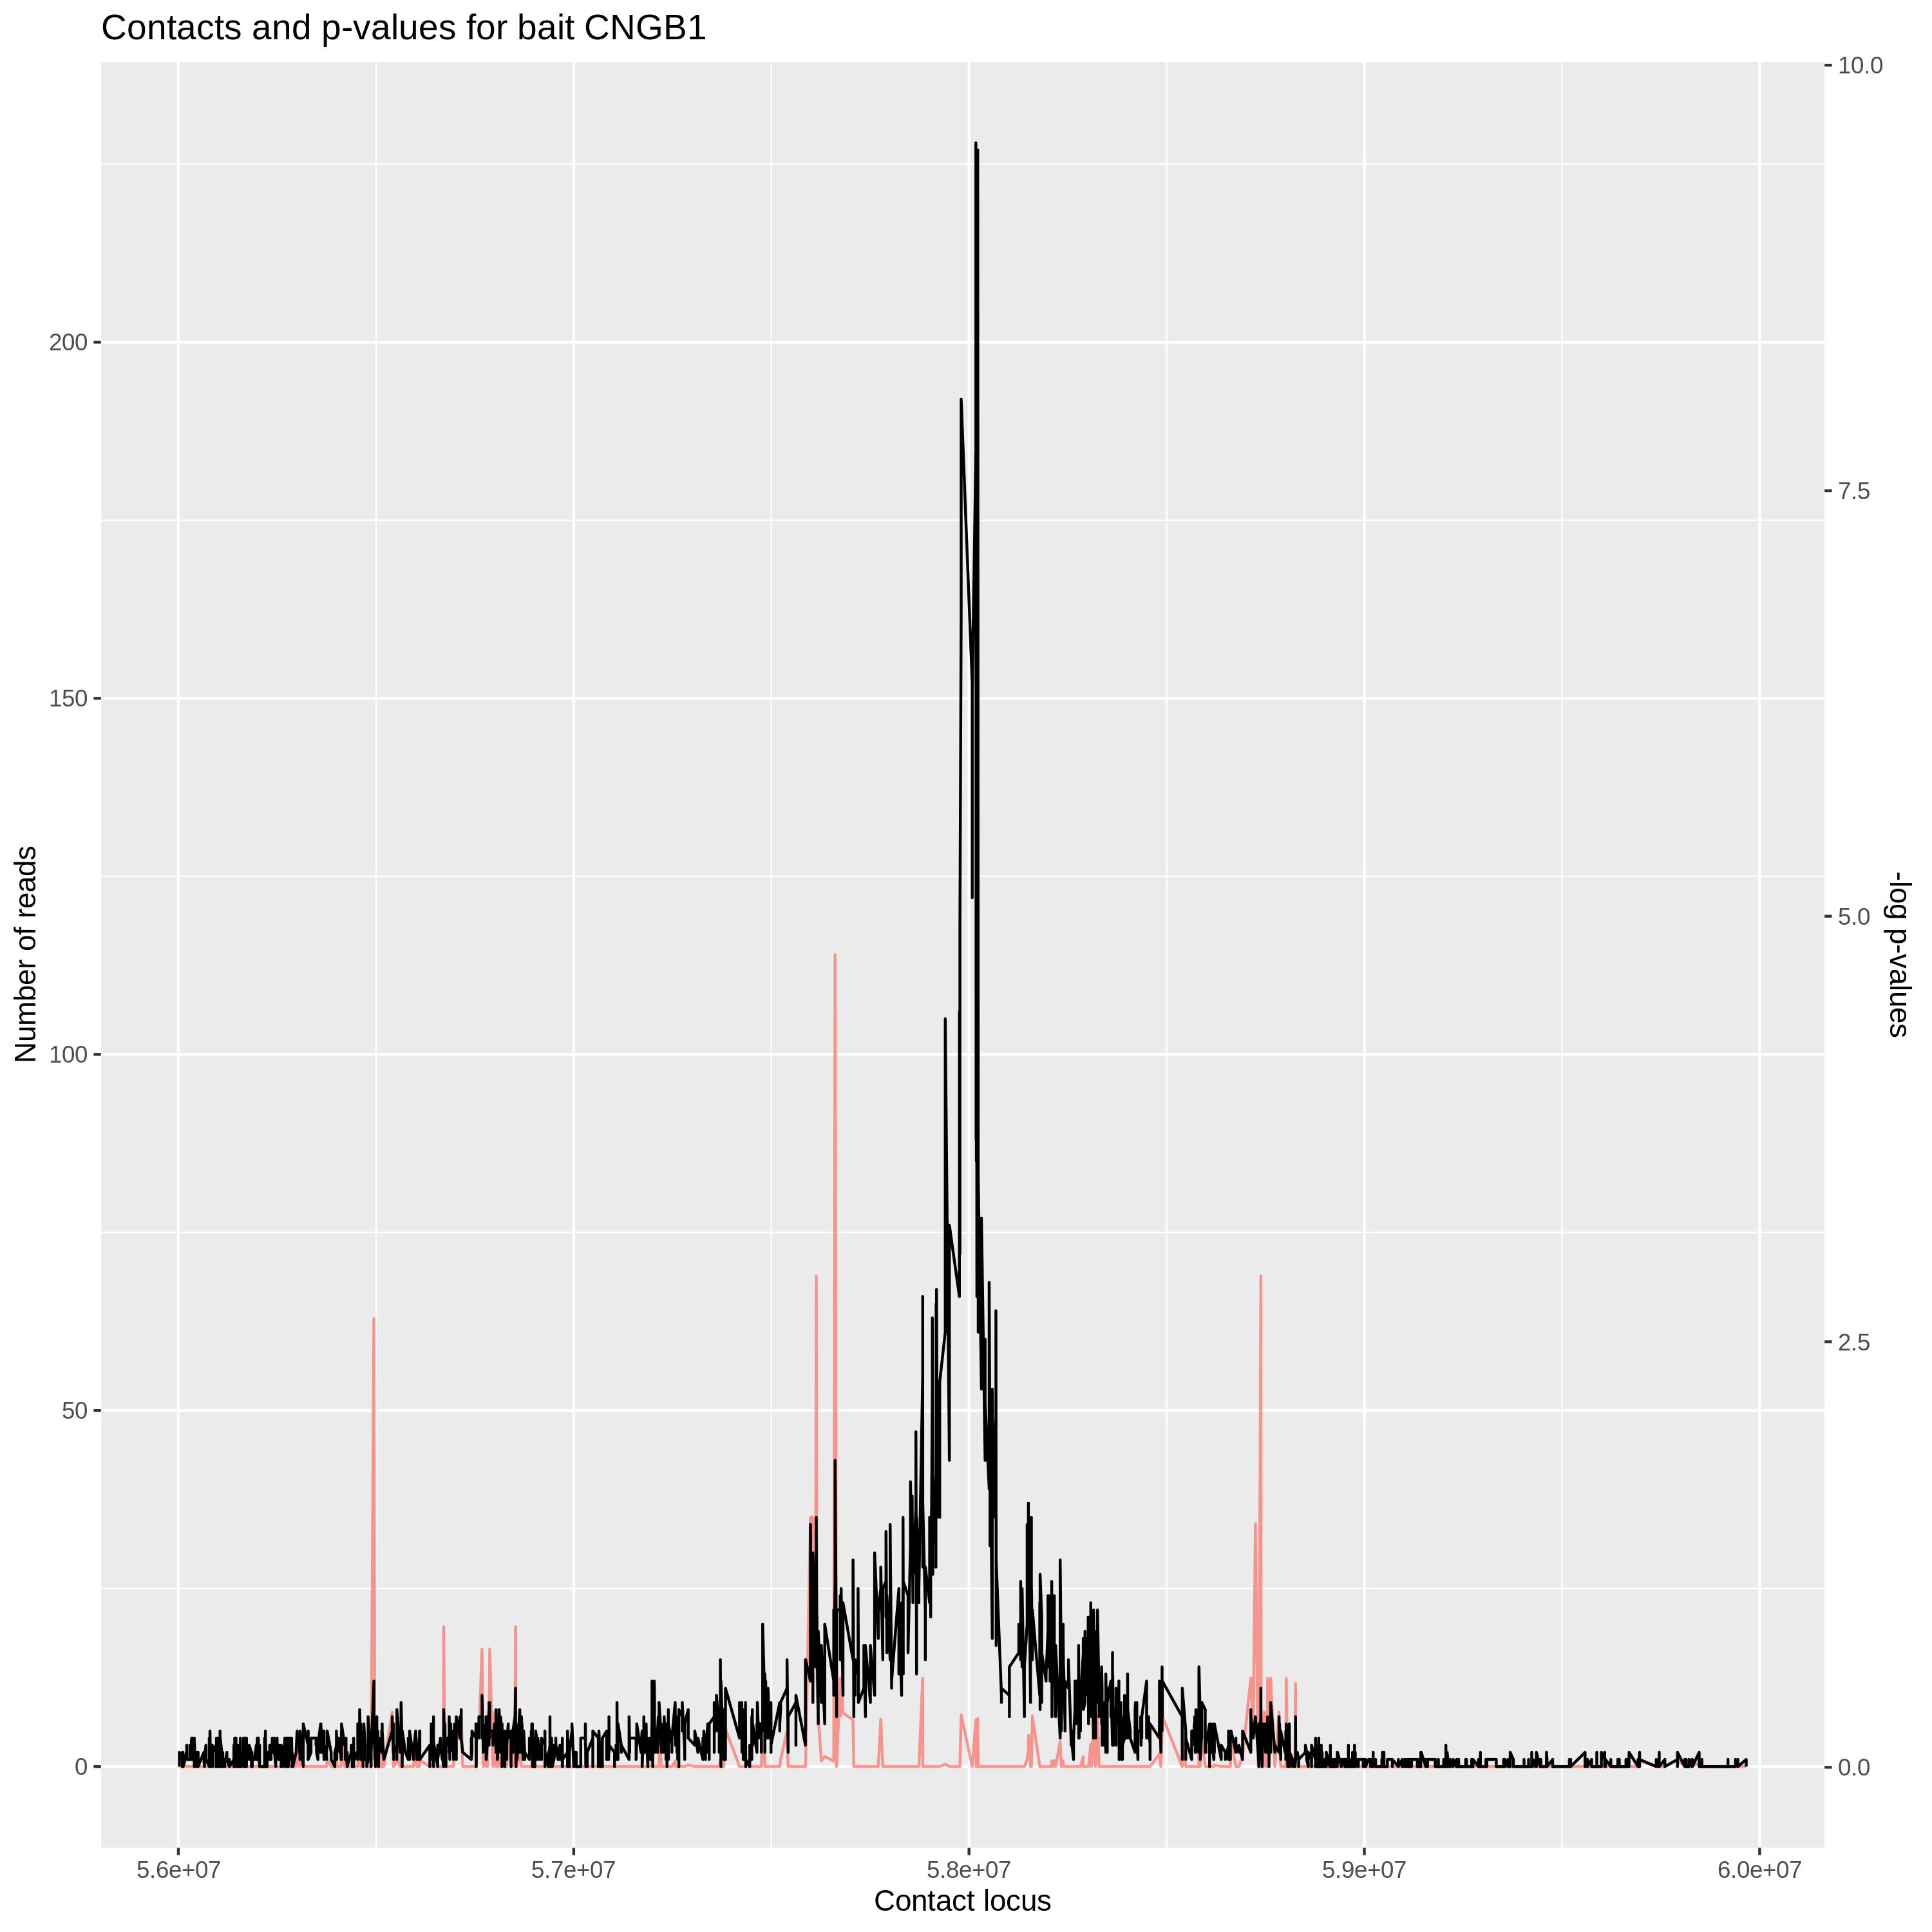 Contacts and p-values for bait CNGB1
10.0
7.5
5.0
2.5
0.0
200
150
100
50
0
Number of reads
-log p-values
5.6e+07
5.7e+07
5.8e+07
5.9e+07
6.0e+07
Contact locus